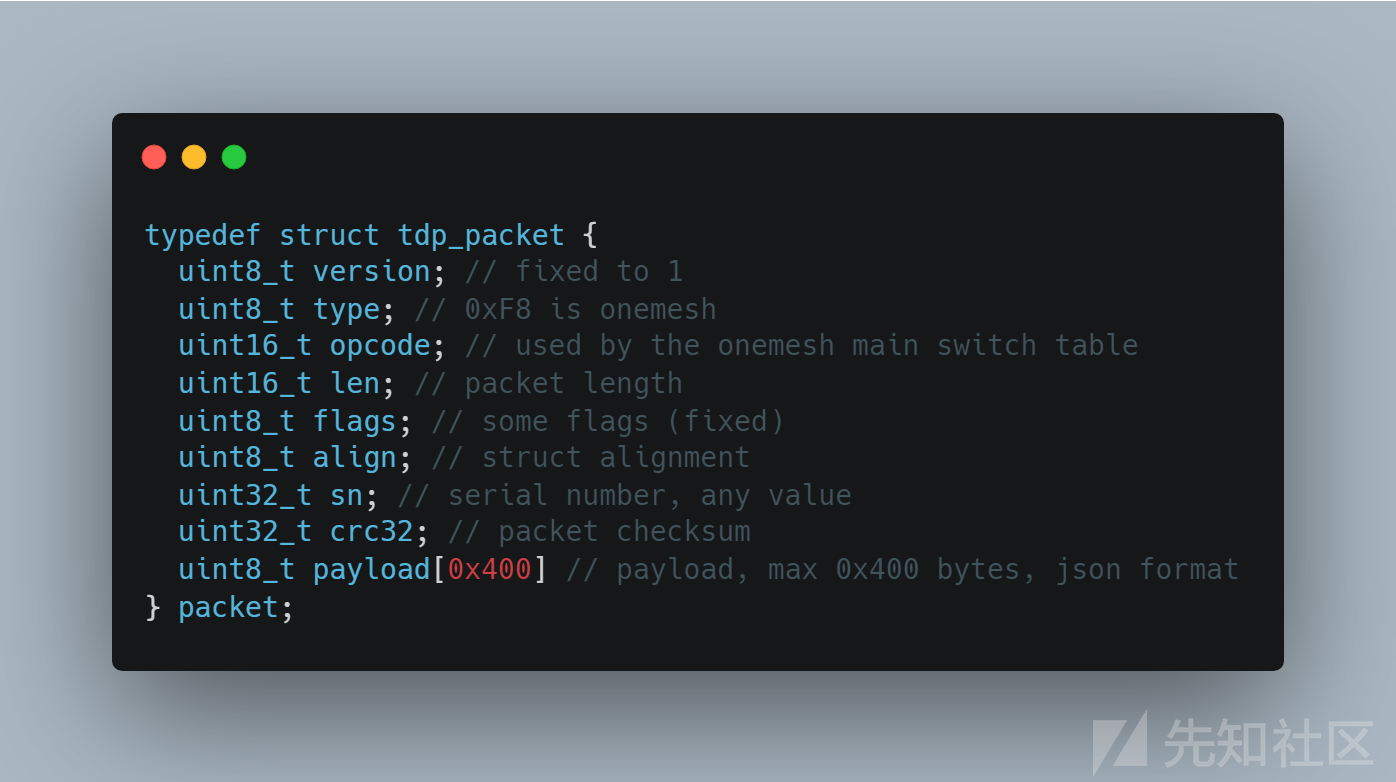 typedef struct tdp_packet {
  uint8_t version; // fixed to 1
  uint8_t type; // 0xF8 is onemesh
  uint16_t opcode; // used by the onemesh main switch table
  uint16_t len; // packet length
  uint8_t flags; // some flags (fixed)
  uint8_t align; // struct alignment
  uint32_t sn; // serial number, any value
  uint32_t crc32; // packet checksum
  uint8_t payload[0x400] // payload, max 0x400 bytes, json format
} packet;
先知社区